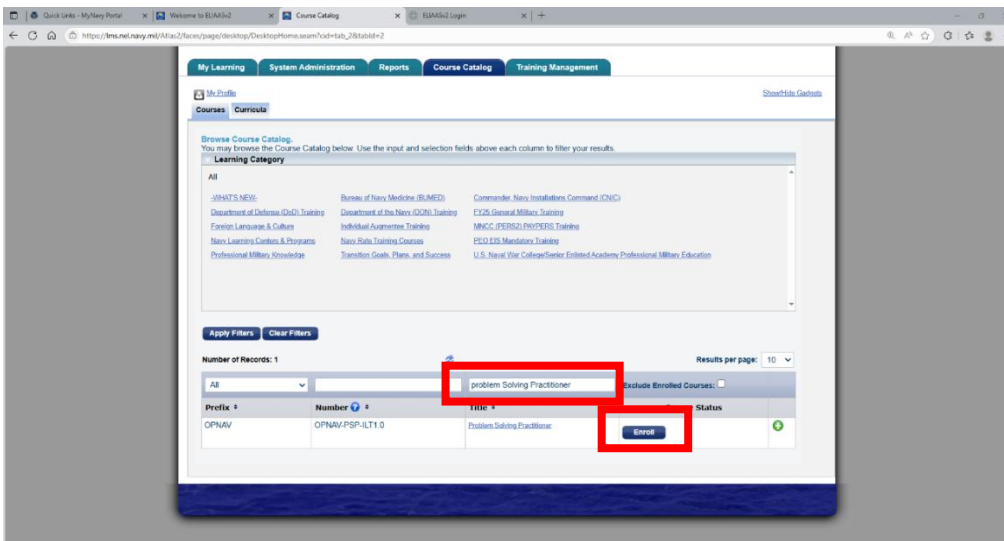 Quick Links - MyNavy Portal Welcome to ELIAASv2 Course Catalog ELIAASv2 Login
https://lms.nel.navy.mil/Atlas2/faces/page/desktop/DesktopHome.seam?cid=tab_2&tabId=2
My Learning System Administration Reports Course Catalog Training Management
My Profile Show/Hide Gadgets
Courses Curricula
Browse Course Catalog.
You may browse the Course Catalog below. Use the input and selection fields above each column to filter your results.
Learning Category
All
-WHAT'S NEW- Bureau of Navy Medicine (BUMED) Commander, Navy Installations Command (CNIC)
Department of Defense (DoD) Training Department of the Navy (DON) Training FY25 General Military Training
Foreign Language & Culture Individual Augmentee Training MNCC (PERS2) PAYPERS Training
Navy Learning Centers & Programs Navy Rate Training Courses PEO EIS Mandatory Training
Professional Military Knowledge Transition Goals, Plans, and Success U.S. Naval War College/Senior Enlisted Academy Professional Military Education
Apply Filters Clear Filters
Number of Records: 1 Results per page: 10
All problem Solving Practitioner Exclude Enrolled Courses:
Prefix Number Title Status
OPNAV OPNAV-PSP-ILT1.0 Problem Solving Practitioner Enroll